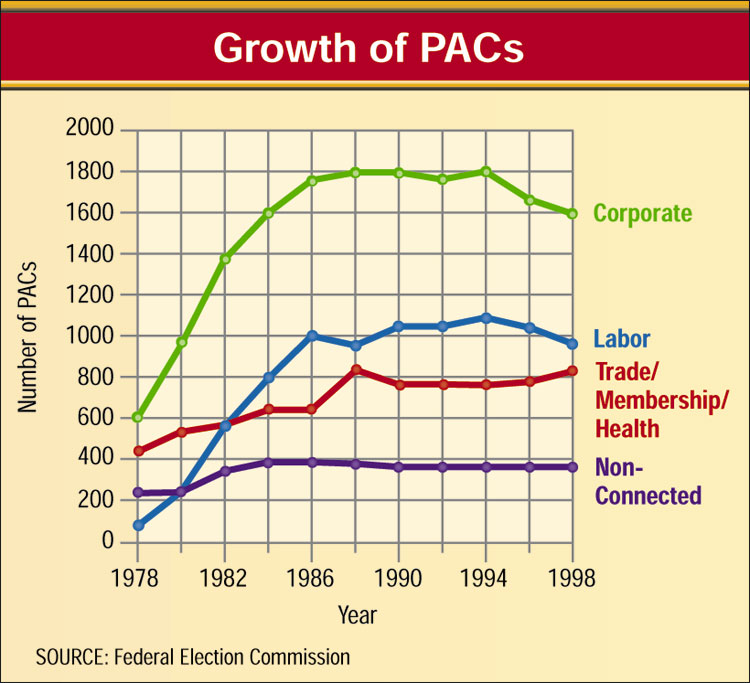 Growth of PACs
2000
1800
1600
1400
1200
1000
800
600
400
200
0
Number of PACs
1978 1982 1986 1990 1994 1998
Year
Corporate
Labor
Trade/
Membership/
Health
Non-
Connected
SOURCE: Federal Election Commission